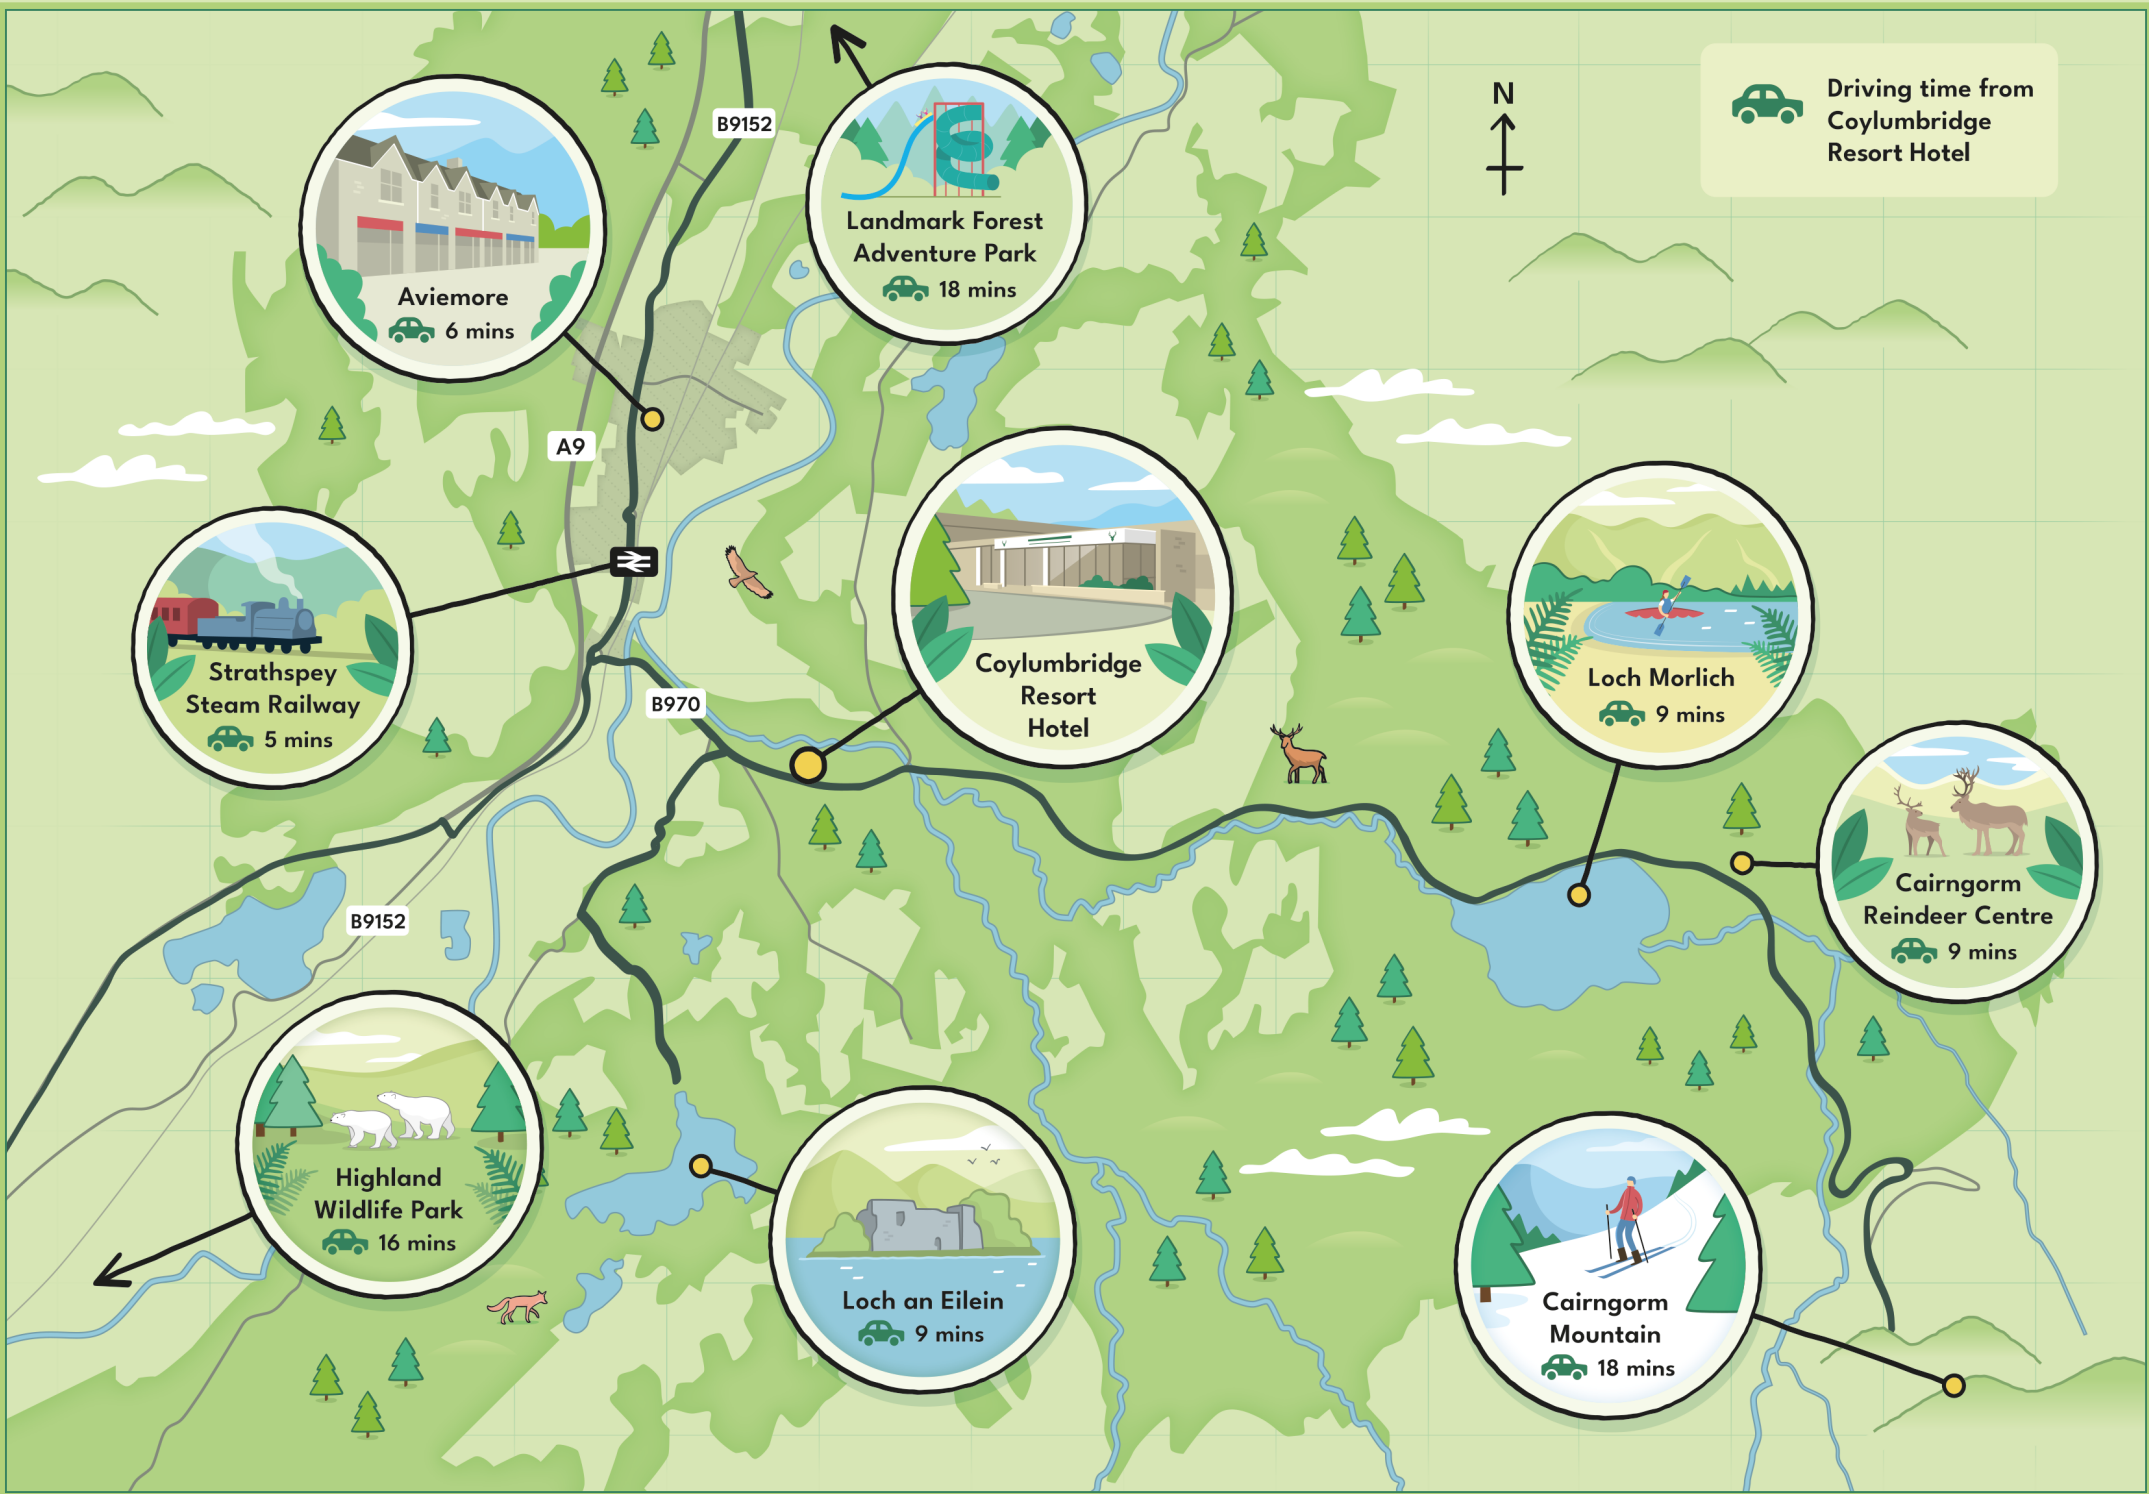 B9152
N
Driving time from
Coylumbridge
Resort Hotel
Landmark Forest
Adventure Park
18 mins
Aviemore
6 mins
A9
Strathspey
Steam Railway
5 mins
B970
Coylumbridge
Resort
Hotel
Loch Morlich
9 mins
Cairngorm
Reindeer Centre
9 mins
B9152
Highland
Wildlife Park
16 mins
Loch an Eilein
9 mins
Cairngorm
Mountain
18 mins